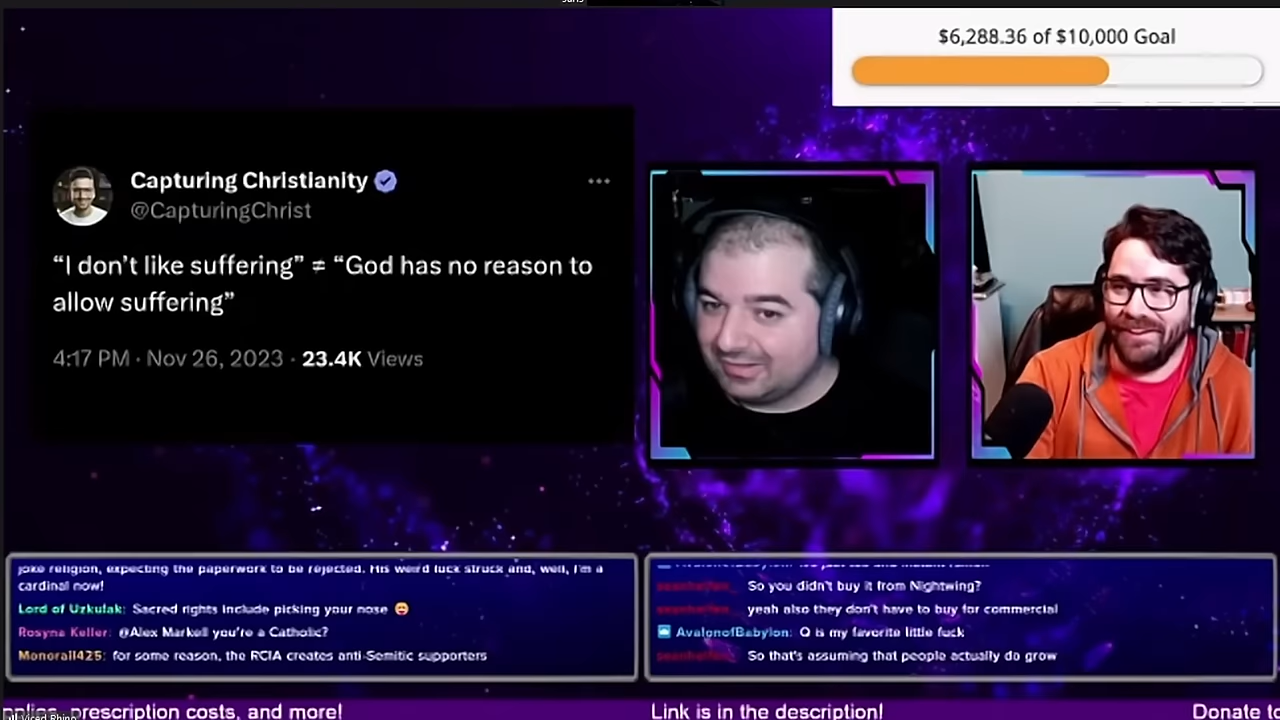 $6,288.36 of $10,000 Goal
Capturing Christianity
@CapturingChrist
“I don’t like suffering” ≠ “God has no reason to
allow suffering”
4:17 PM · Nov 26, 2023 · 23.4K Views
joke religion, expecting the paperwork to be rejected. His weird luck struck and, well, I'm a
cardinal now!
Lord of Uzkulak: Sacred rights include picking your nose
Rosyna Keller: @Alex Markell you're a Catholic?
Monorail425: for some reason, the RCIA creates anti-Semitic supporters
So you didn't buy it from Nightwing?
yeah also they don't have to buy for commercial
AvalonofBabylon: Q is my favorite little fuck
So that's assuming that people actually do grow
prescription costs, and more!
Link is in the description!
Donate to
Viced Rhino